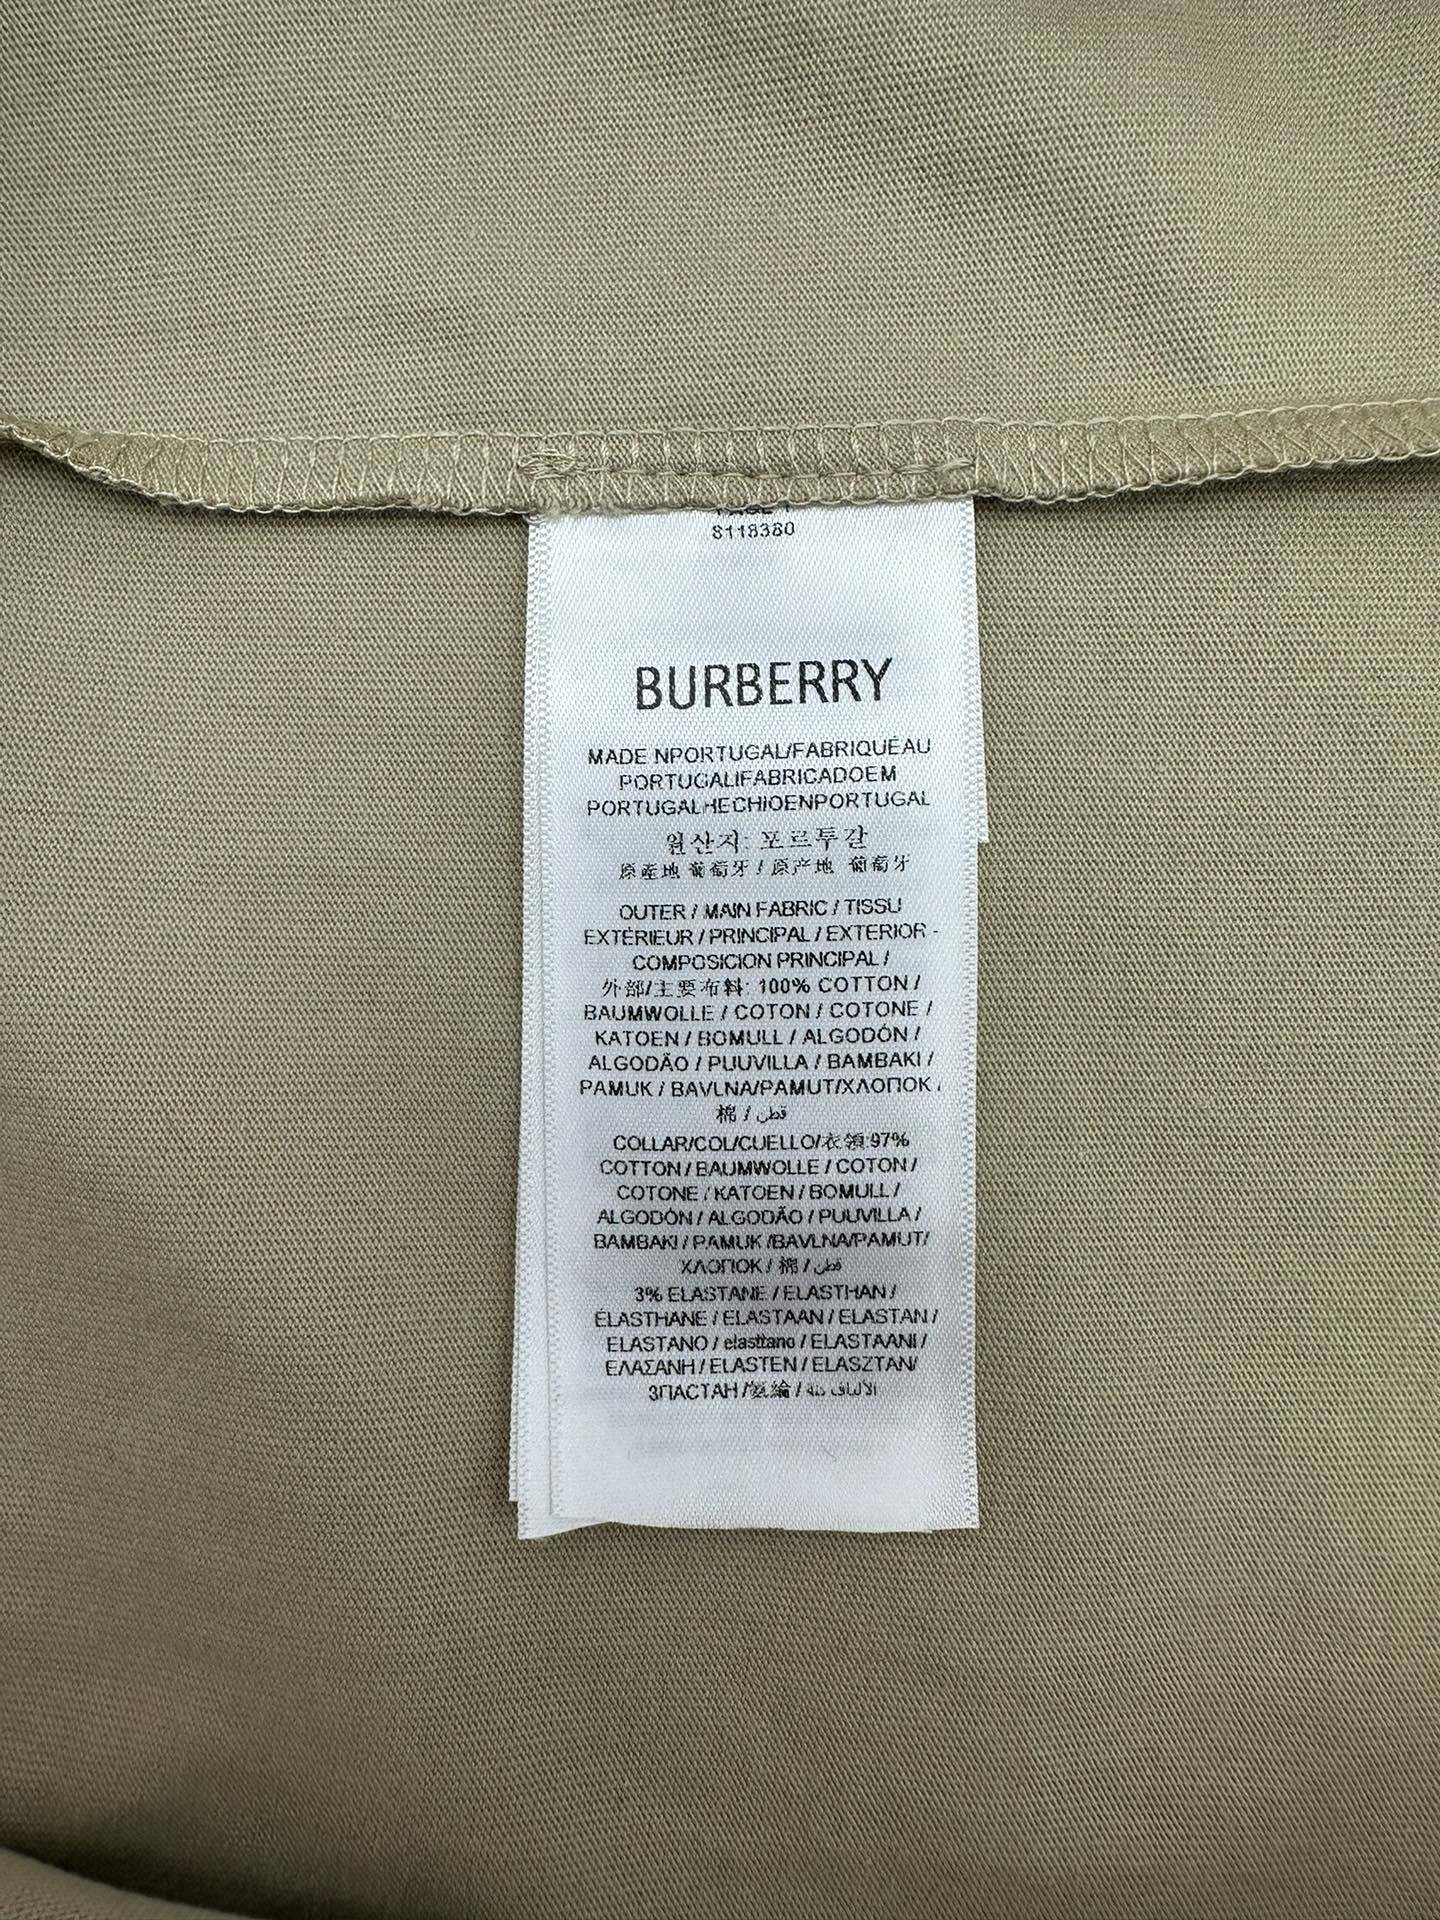 8118380
BURBERRY
MADE NPORTUGAL/FABRIQUÉAU
PORTUGALIFABRICADOEM
PORTUGALHECHIOENPORTUGAL
원산지: 포르투갈
原產地 葡萄牙 / 原产地 葡萄牙
OUTER / MAIN FABRIC / TISSU
EXTÉRIEUR / PRINCIPAL / EXTERIOR -
COMPOSICION PRINCIPAL /
外部/主要布料: 100% COTTON /
BAUMWOLLE / COTON / COTONE /
KATOEN / BOMULL / ALGODÓN /
ALGODÃO / PUUVILLA / BAMBAKI /
PAMUK / BAVLNA/PAMUT/ХΛОПОК .
棉 / قطن
COLLAR/COL/CUELLO/衣領:97%
COTTON / BAUMWOLLE / COTON /
COTONE / KATOEN / BOMULL /
ALGODÓN / ALGODÃO / PUUVILLA /
BAMBAKI / PAMUK /BAVLNA/PAMUT/
ХΛОПОК / 棉 / قطن
3% ELASTANE / ELASTHAN /
ÉLASTHANE / ELASTAAN / ELASTAN /
ELASTANO / elasttano / ELASTAANI /
ΕΛΑΣΑΝΗ / ELASTEN / ELASZTAN/
ЗПАСТАН /氨綸 / الألياف